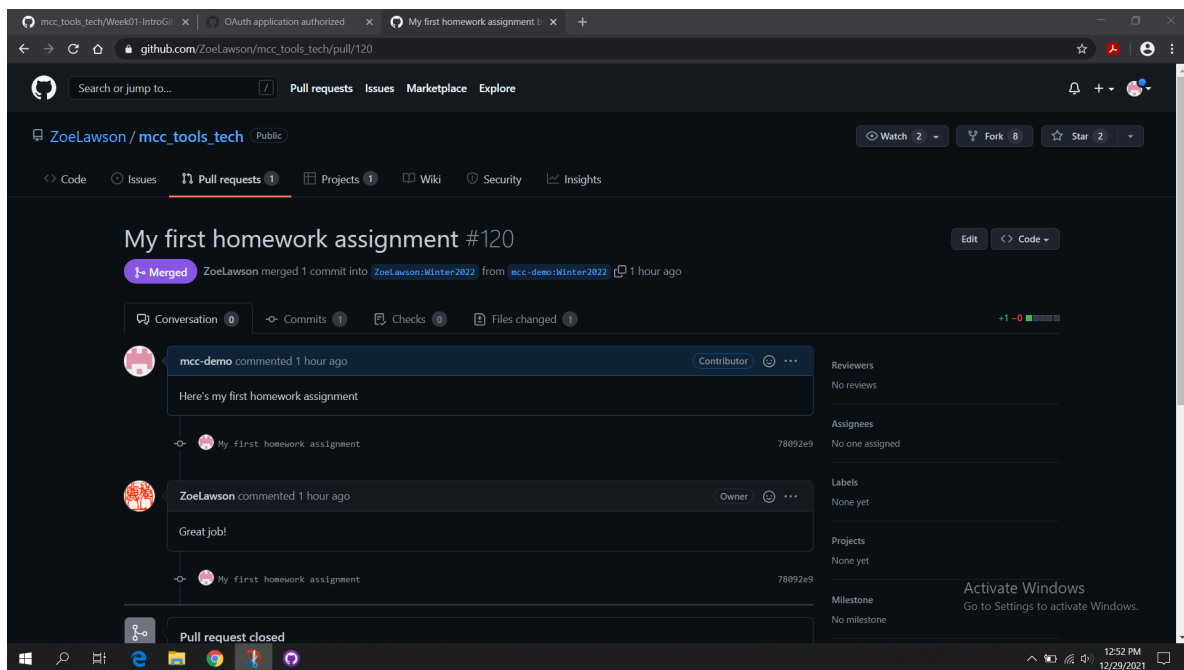 mcc_tools_tech/Week01-IntroGi
OAuth application authorized
My first homework assignment b
github.com/ZoeLawson/mcc_tools_tech/pull/120
Search or jump to... /
Pull requests Issues Marketplace Explore
ZoeLawson / mcc_tools_tech Public
Watch 2 Fork 8 Star 2
Code Issues Pull requests 1 Projects 1 Wiki Security Insights
My first homework assignment #120
Edit <> Code
Merged ZoeLawson merged 1 commit into ZoeLawson:Winter2022 from mcc-demo:Winter2022 1 hour ago
Conversation 0 Commits 1 Checks 0 Files changed 1
+1 −0
mcc-demo commented 1 hour ago Contributor
Here's my first homework assignment
My first homework assignment 78092e9
ZoeLawson commented 1 hour ago Owner
Great job!
My first homework assignment 78092e9
Pull request closed
Reviewers
No reviews
Assignees
No one assigned
Labels
None yet
Projects
None yet
Milestone
No milestone
Activate Windows
Go to Settings to activate Windows.
12:52 PM
12/29/2021